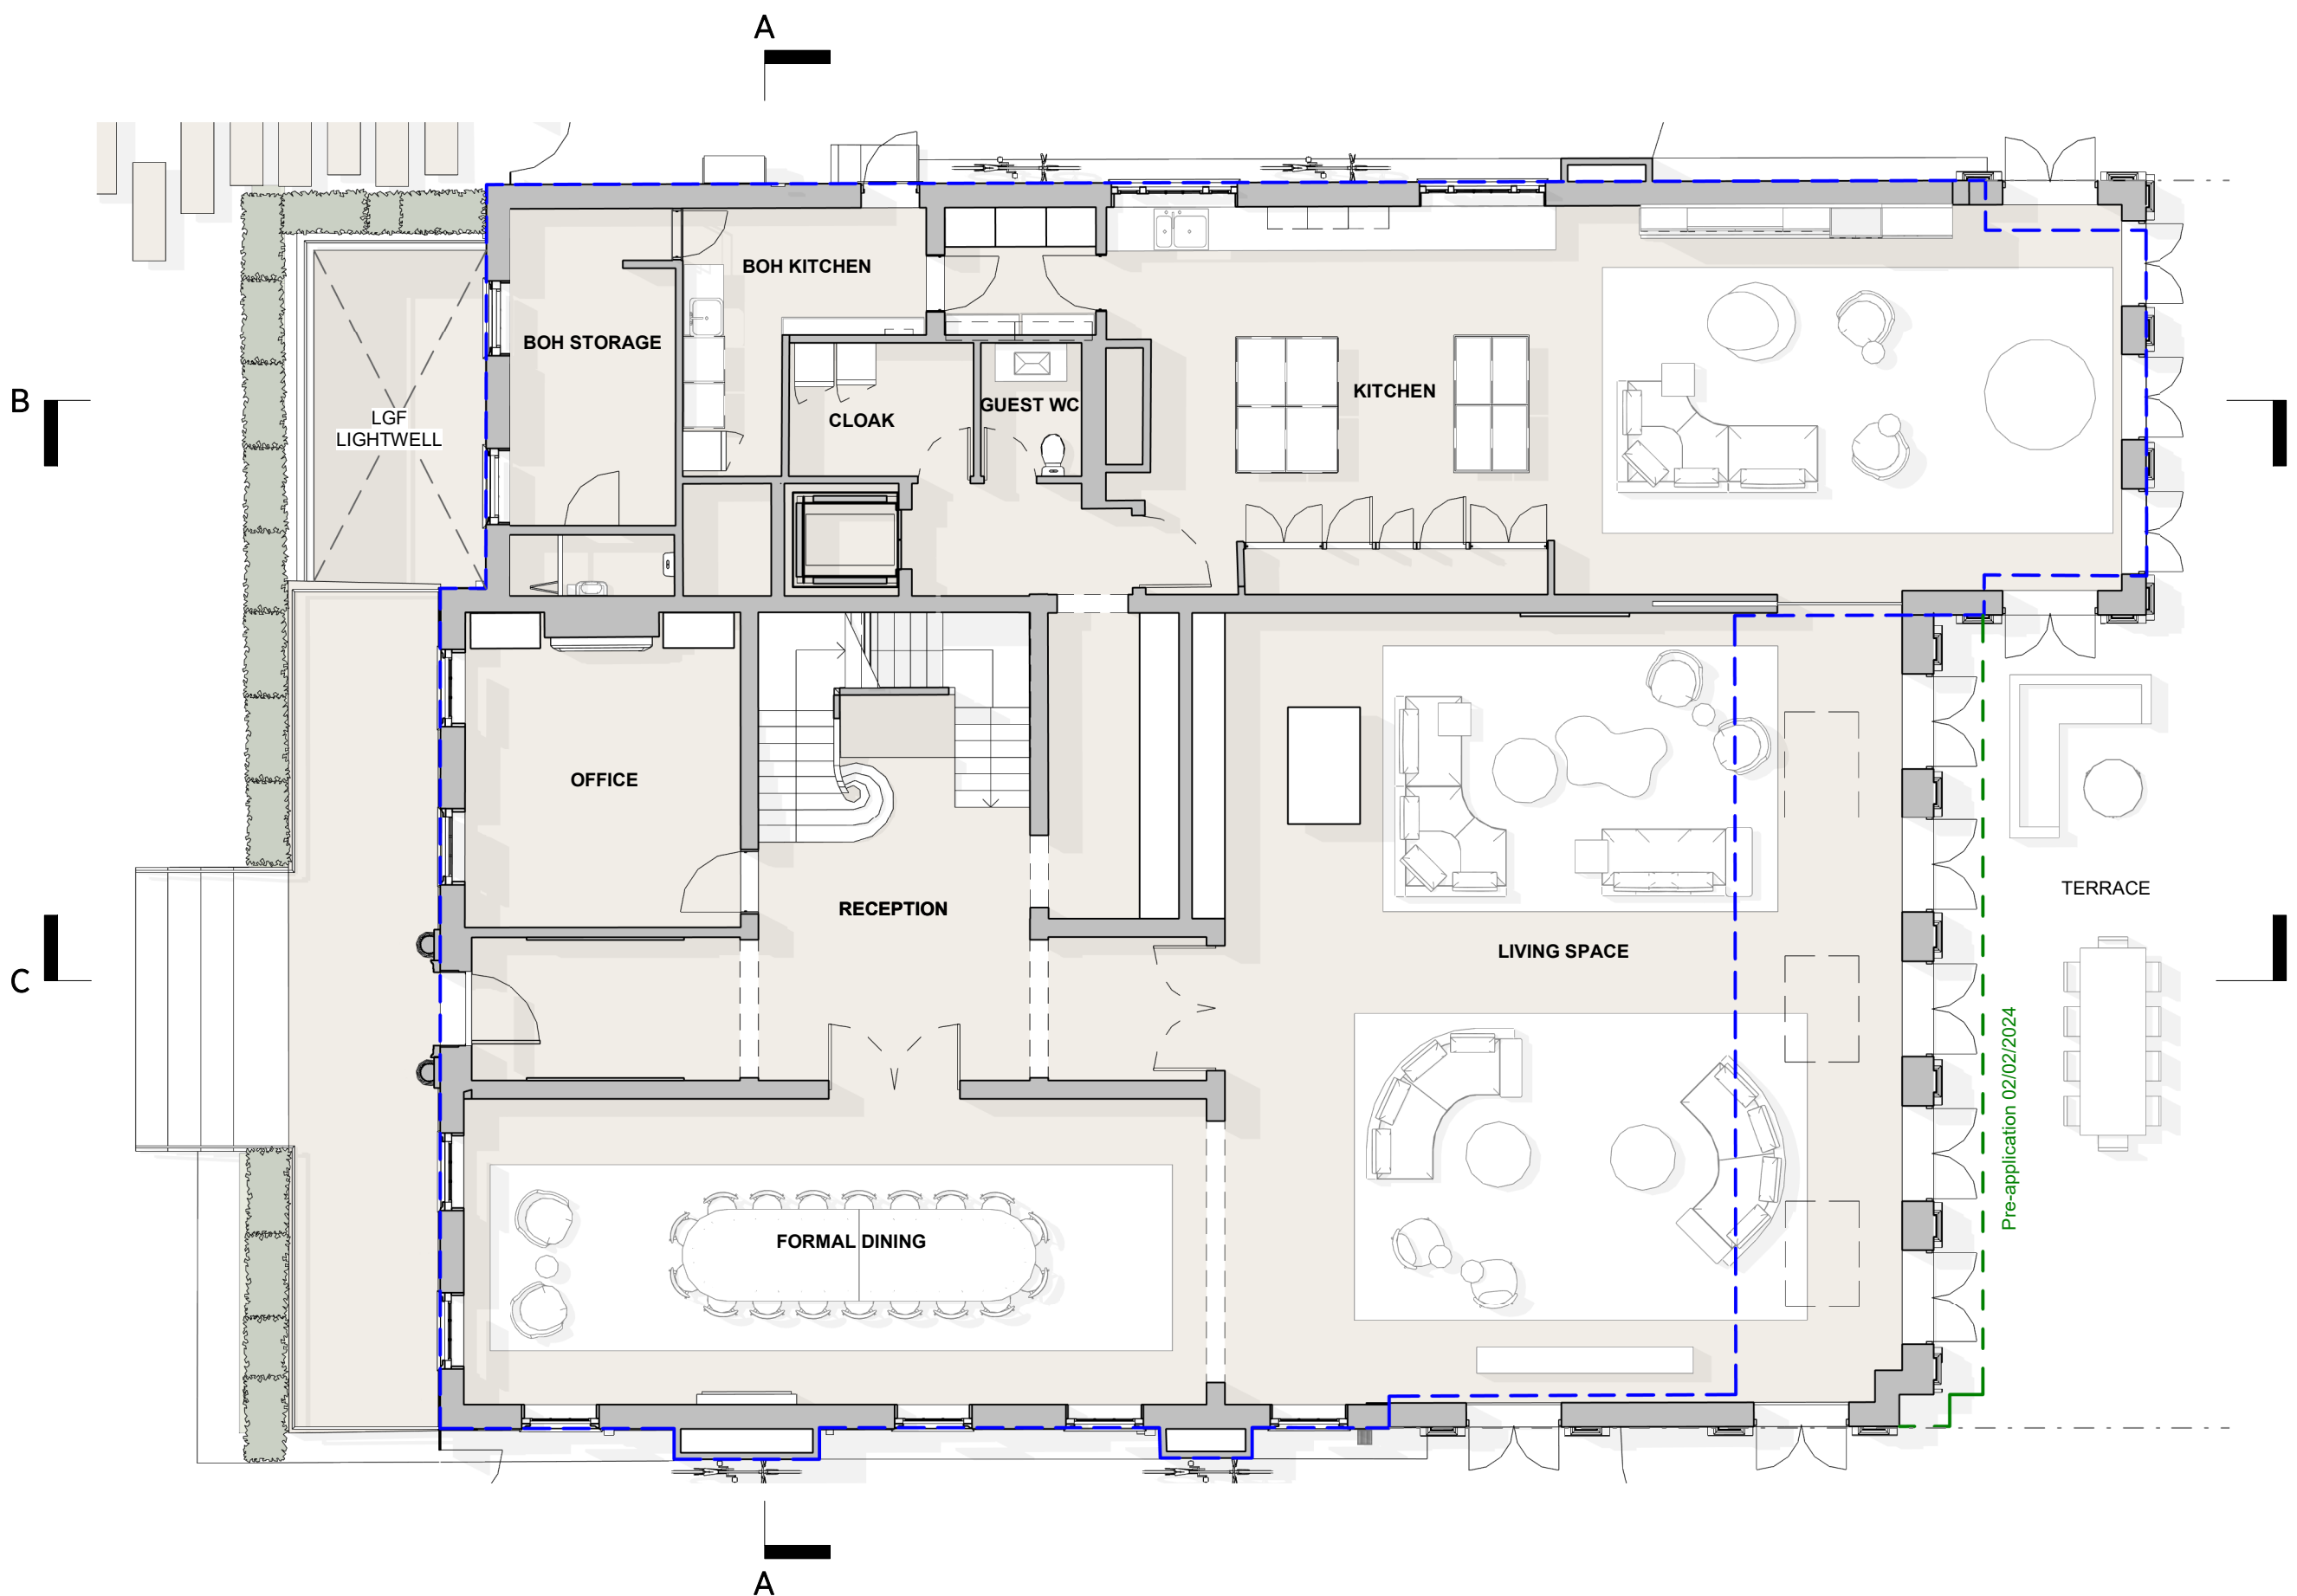 A
BOH KITCHEN
BOH STORAGE
B
KITCHEN
GUEST WC
LGF
LIGHTWELL
CLOAK
OFFICE
TERRACE
RECEPTION
LIVING SPACE
C
Pre-application 02/02/2024
FORMAL DINING
A